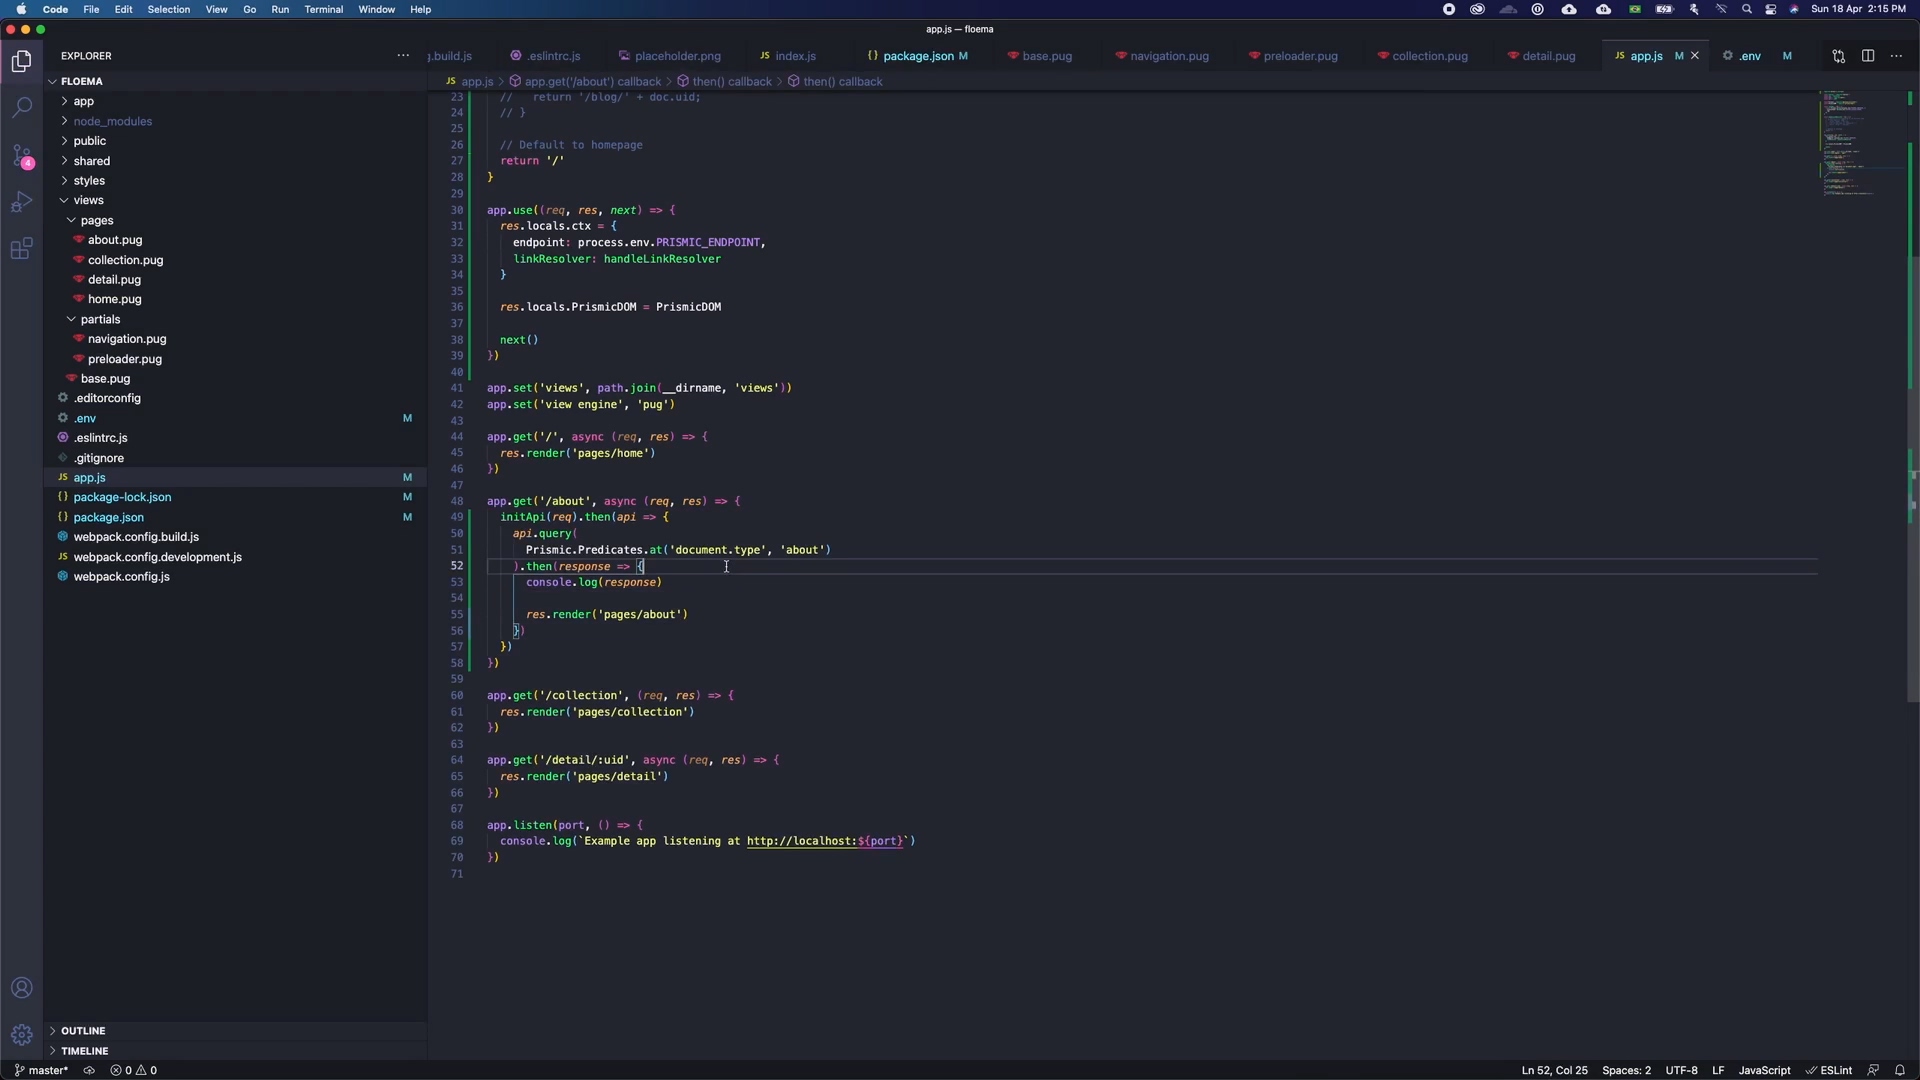 Code File Edit Selection View Go Run Terminal Window Help Sun 18 Apr 2:15 PM
app.js — floema
EXPLORER
g.build.js .eslintrc.js placeholder.png JS index.js {} package.json M base.pug navigation.pug preloader.pug collection.pug detail.pug JS app.js M .env M
FLOEMA
JS app.js > app.get('/about') callback > then() callback > then() callback
app
node_modules
public
shared
styles
views
pages
about.pug
collection.pug
detail.pug
home.pug
partials
navigation.pug
preloader.pug
base.pug
.editorconfig
.env M
.eslintrc.js
.gitignore
JS app.js M
{} package-lock.json M
{} package.json M
webpack.config.build.js
JS webpack.config.development.js
webpack.config.js
4
23 // return '/blog/' + doc.uid;
24 // }
25
26 // Default to homepage
27 return '/'
28 }
29
30 app.use((req, res, next) => {
31 res.locals.ctx = {
32 endpoint: process.env.PRISMIC_ENDPOINT,
33 linkResolver: handleLinkResolver
34 }
35
36 res.locals.PrismicDOM = PrismicDOM
37
38 next()
39 })
40
41 app.set('views', path.join(__dirname, 'views'))
42 app.set('view engine', 'pug')
43
44 app.get('/', async (req, res) => {
45 res.render('pages/home')
46 })
47
48 app.get('/about', async (req, res) => {
49 initApi(req).then(api => {
50 api.query(
51 Prismic.Predicates.at('document.type', 'about')
52 ).then(response => {
53 console.log(response)
54
55 res.render('pages/about')
56 })
57 })
58 })
59
60 app.get('/collection', (req, res) => {
61 res.render('pages/collection')
62 })
63
64 app.get('/detail/:uid', async (req, res) => {
65 res.render('pages/detail')
66 })
67
68 app.listen(port, () => {
69 console.log(`Example app listening at http://localhost:${port}`)
70 })
71
OUTLINE
TIMELINE
master* 0 0 Ln 52, Col 25 Spaces: 2 UTF-8 LF JavaScript ESLint